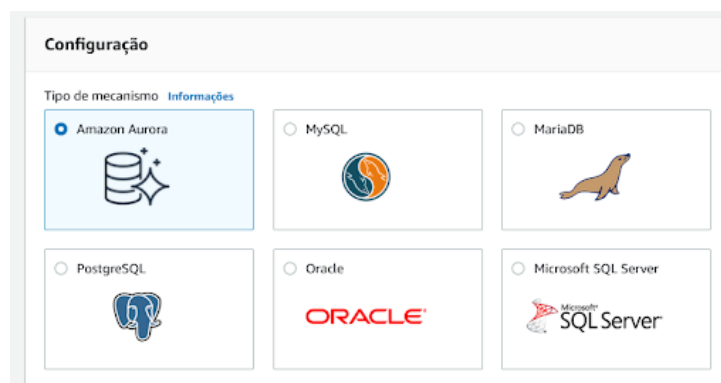 Configuração
Tipo de mecanismo Informações
Amazon Aurora
MySQL
MariaDB
PostgreSQL
Oracle
Microsoft SQL Server
ORACLE
Microsoft
SQL Server